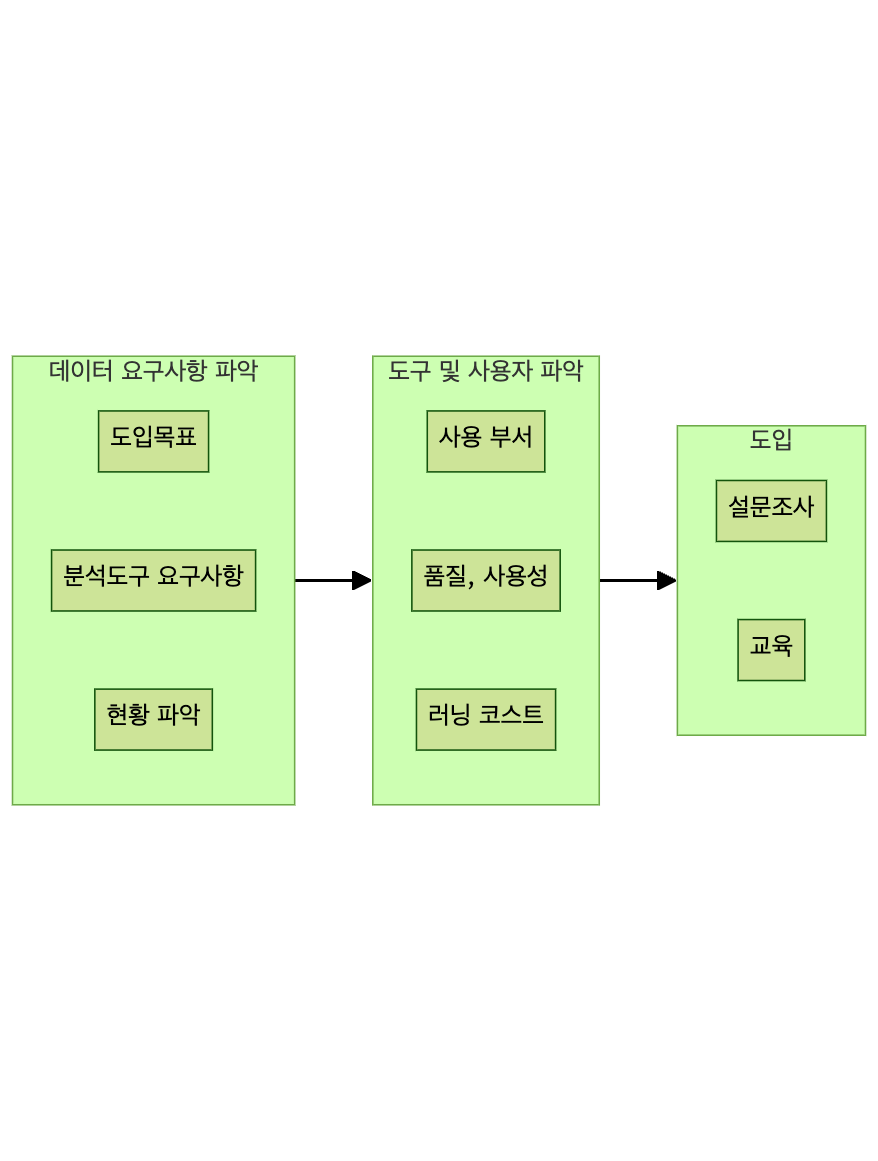 데이터 요구사항 파악
도입목표
분석도구 요구사항
현황 파악
도구 및 사용자 파악
사용 부서
품질, 사용성
러닝 코스트
도입
설문조사
교육